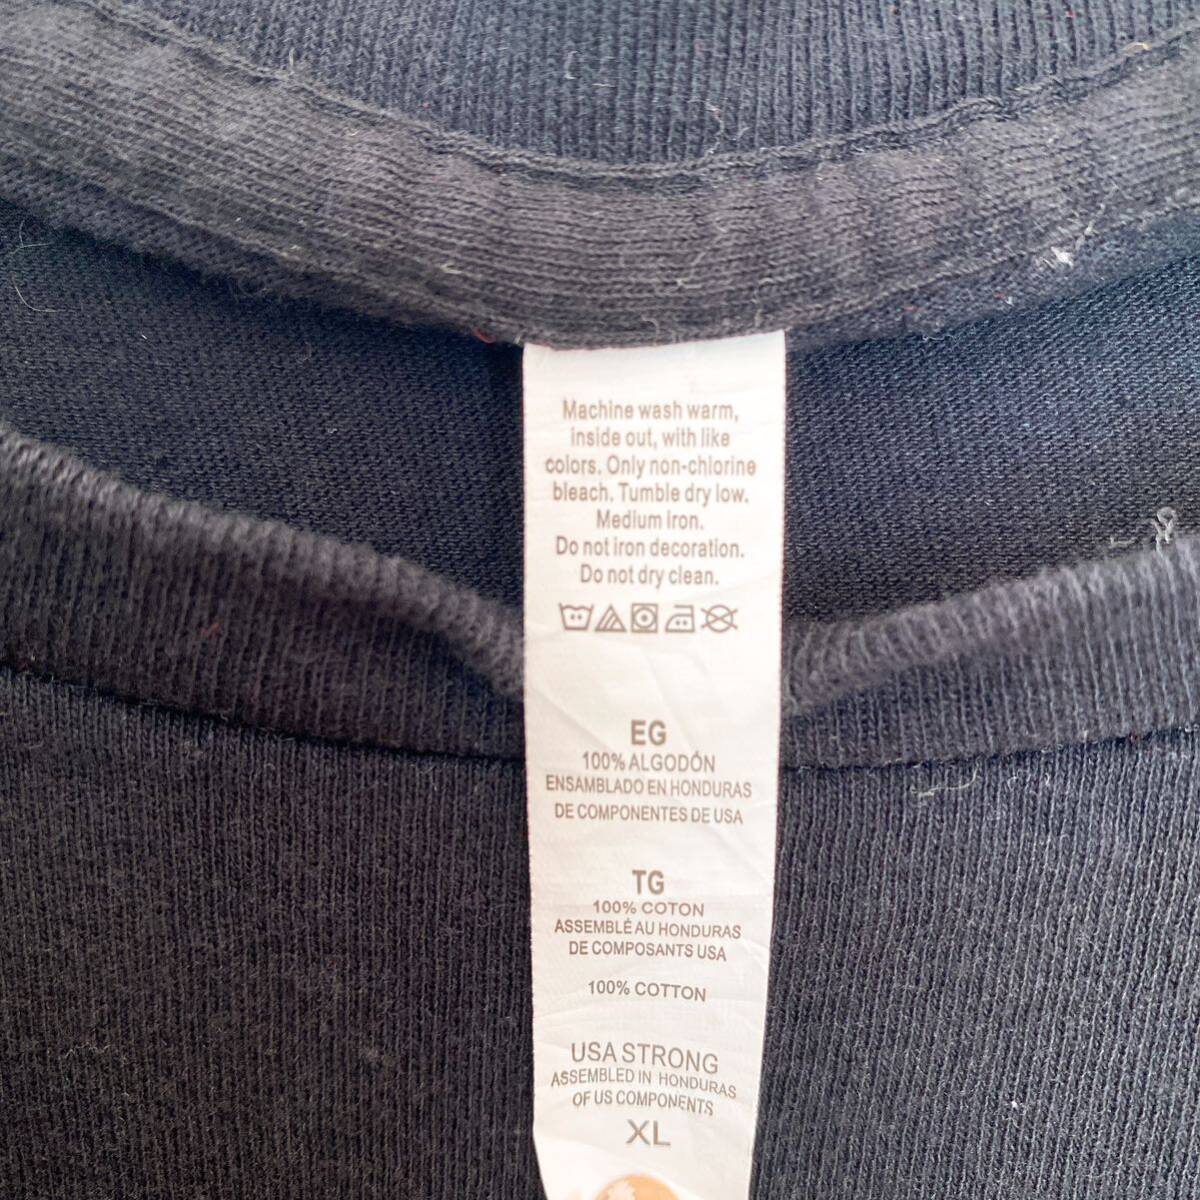 Machine wash warm,
inside out, with like
colors. Only non-chlorine
bleach. Tumble dry low.
Medium iron.
Do not iron decoration.
Do not dry clean.
EG
100% ALGODÓN
ENSAMBLADO EN HONDURAS
DE COMPONENTES DE USA
TG
100% COTON
ASSEMBLÉ AU HONDURAS
DE COMPOSANTS USA
100% COTTON
USA STRONG
ASSEMBLED IN HONDURAS
OF US COMPONENTS
XL